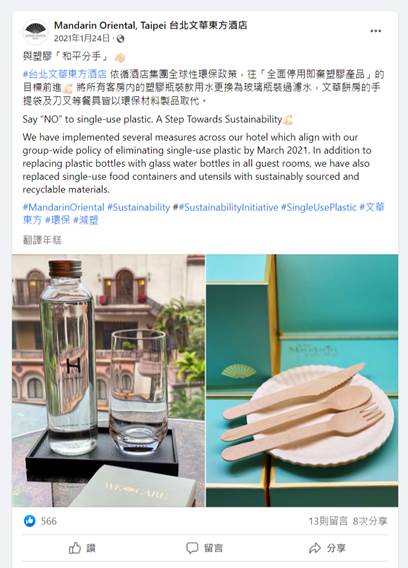 Mandarin Oriental, Taipei 台北文華東方酒店
2021年1月24日
與塑膠「和平分手」👋🏻
#台北文華東方酒店 依循酒店集團全球性環保政策，往「全面停用即棄塑膠產品」的
目標前進💪🏻 將所有客房內的塑膠瓶裝飲用水更換為玻璃瓶裝過濾水，文華餅房的手
提袋及刀叉等餐具皆以環保材料製品取代。
Say “NO” to single-use plastic. A Step Towards Sustainability💪🏻
We have implemented several measures across our hotel which align with our
group-wide policy of eliminating single-use plastic by March 2021. In addition to
replacing plastic bottles with glass water bottles in all guest rooms, we have also
replaced single-use food containers and utensils with sustainably sourced and
recyclable materials.
#MandarinOriental #Sustainability ##SustainabilityInitiative #SingleUsePlastic #文華
東方 #環保 #減塑
翻譯年糕
H
WE CARE
Mandarin
566
13則留言 8次分享
讚 留言 分享